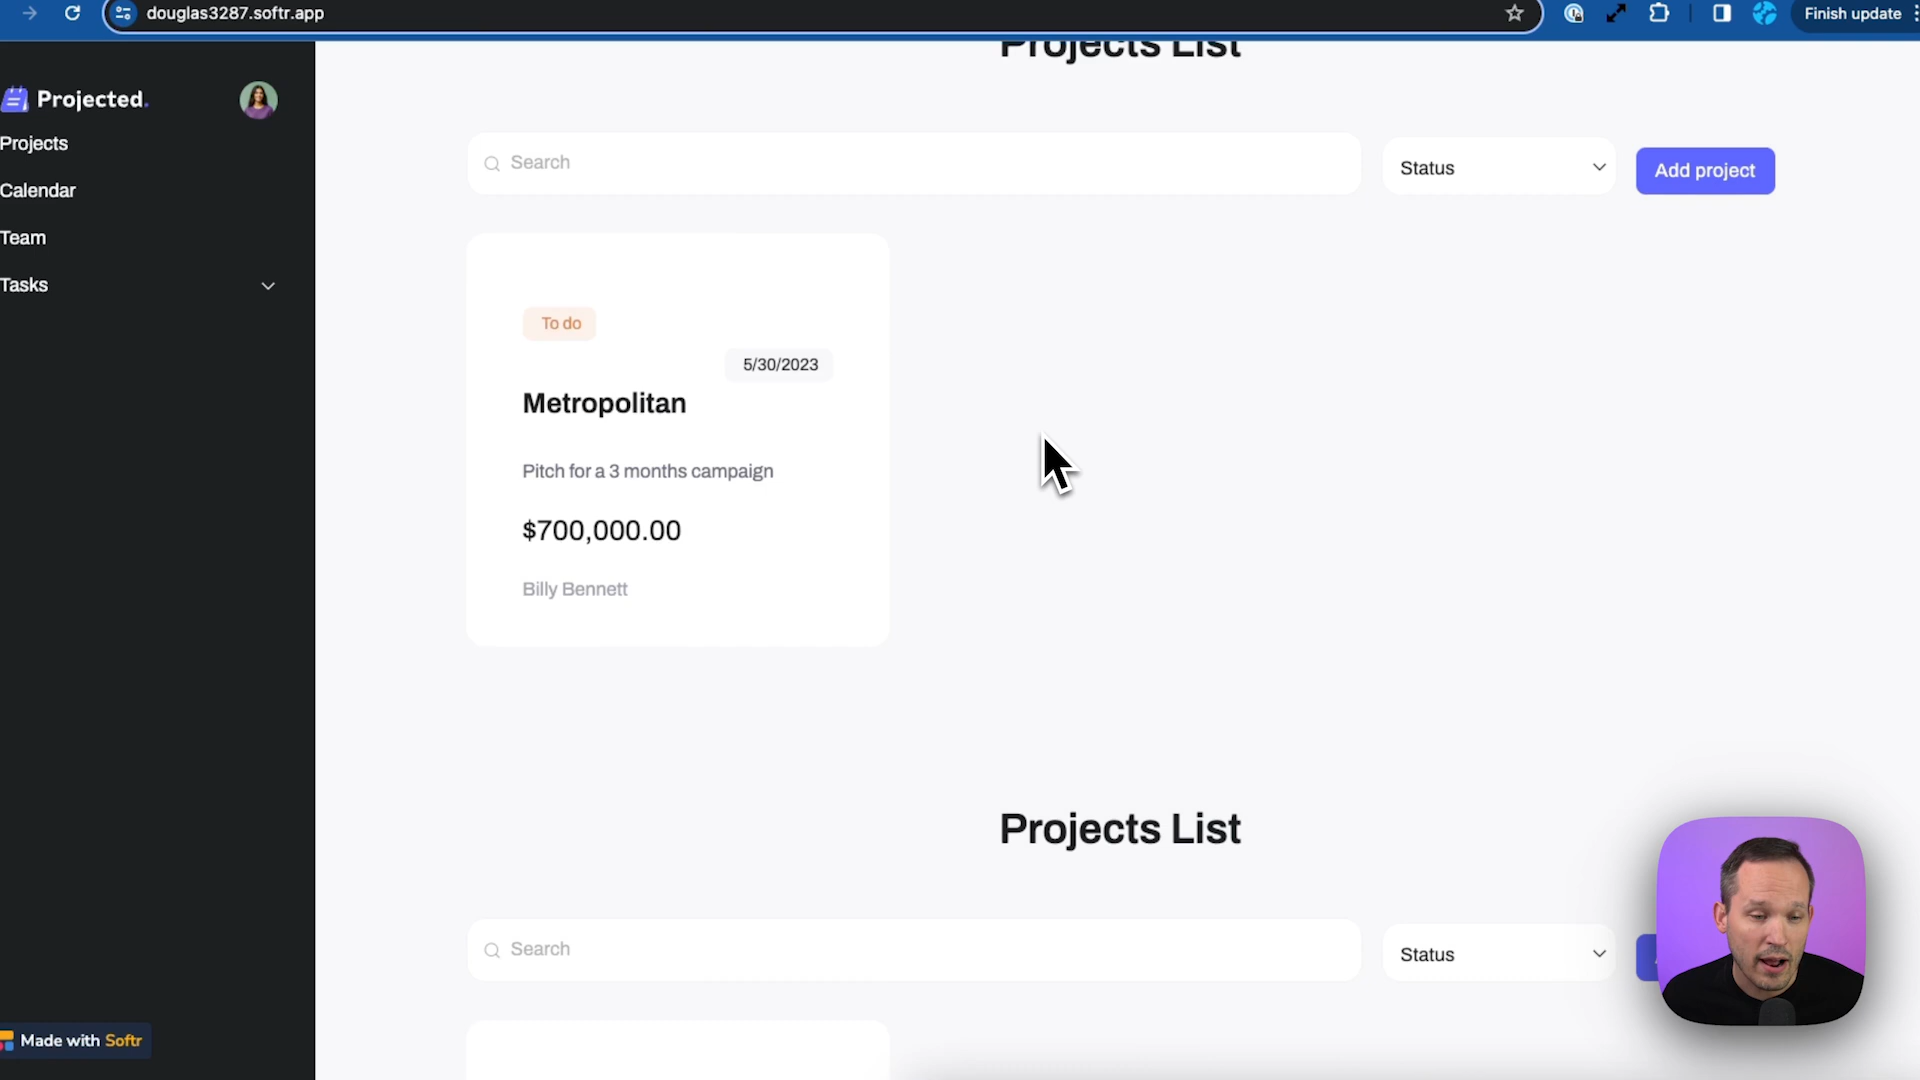 douglas3287.softr.app
Finish update
Projects List
Projected.
Projects
Calendar
Team
Tasks
Search
Status
Add project
To do
5/30/2023
Metropolitan
Pitch for a 3 months campaign
$700,000.00
Billy Bennett
Projects List
Search
Status
Made with Softr